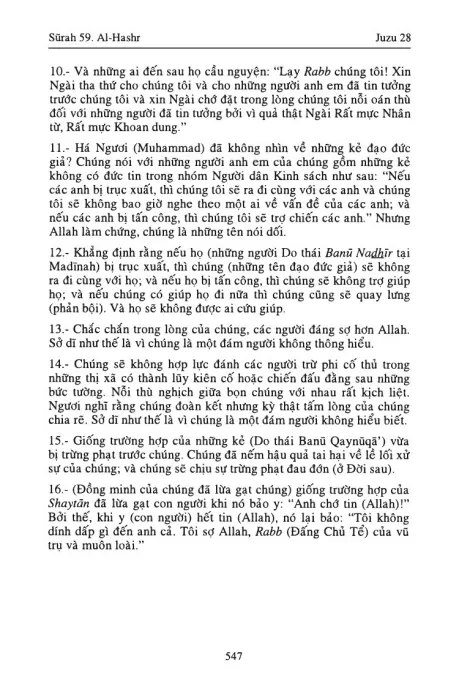 Sūrah 59. Al-Hashr Juzu 28
10.- Và những ai đến sau họ cầu nguyện: “Lạy Rabb chúng tôi! Xin
Ngài tha thứ cho chúng tôi và cho những người anh em đã tin tưởng
trước chúng tôi và xin Ngài chớ đặt trong lòng chúng tôi nỗi oán thù
đối với những người đã tin tưởng bởi vì quả thật Ngài Rất mực Nhân
từ, Rất mực Khoan dung.”
11.- Há Ngươi (Muhammad) đã không nhìn về những kẻ đạo đức
giả? Chúng nói với những người anh em của chúng gồm những kẻ
không có đức tin trong nhóm Người dân Kinh sách như sau: “Nếu
các anh bị trục xuất, thì chúng tôi sẽ ra đi cùng với các anh và chúng
tôi sẽ không bao giờ nghe theo một ai về vấn đề của các anh; và
nếu các anh bị tấn công, thì chúng tôi sẽ trợ chiến các anh.” Nhưng
Allah làm chứng, chúng là những tên nói dối.
12.- Khẳng định rằng nếu họ (những người Do thái Banū Nadhīr tại
Madīnah) bị trục xuất, thì chúng (những tên đạo đức giả) sẽ không
ra đi cùng với họ; và nếu họ bị tấn công, thì chúng sẽ không trợ giúp
họ; và nếu chúng có giúp họ đi nữa thì chúng cũng sẽ quay lưng
(phản bội). Và họ sẽ không được ai cứu giúp.
13.- Chắc chắn trong lòng của chúng, các người đáng sợ hơn Allah.
Sở dĩ như thế là vì chúng là một đám người không thông hiểu.
14.- Chúng sẽ không hợp lực đánh các người trừ phi cố thủ trong
những thị xã có thành lũy kiên cố hoặc chiến đấu đằng sau những
bức tường. Nỗi thù nghịch giữa bọn chúng với nhau rất kịch liệt.
Ngươi nghĩ rằng chúng đoàn kết nhưng kỳ thật tấm lòng của chúng
chia rẽ. Sở dĩ như thế là vì chúng là một đám người không hiểu biết.
15.- Giống trường hợp của những kẻ (Do thái Banū Qaynūqā’) vừa
bị trừng phạt trước chúng. Chúng đã nếm hậu quả tai hại về lề lối xử
sự của chúng; và chúng sẽ chịu sự trừng phạt đau đớn (ở Đời sau).
16.- (Đồng minh của chúng đã lừa gạt chúng) giống trường hợp của
Shaytān đã lừa gạt con người khi nó bảo y: “Anh chớ tin (Allah)!”
Bởi thế, khi y (con người) hết tin (Allah), nó lại bảo: “Tôi không
dính dấp gì đến anh cả. Tôi sợ Allah, Rabb (Đấng Chủ Tể) của vũ
trụ và muôn loài.”
547